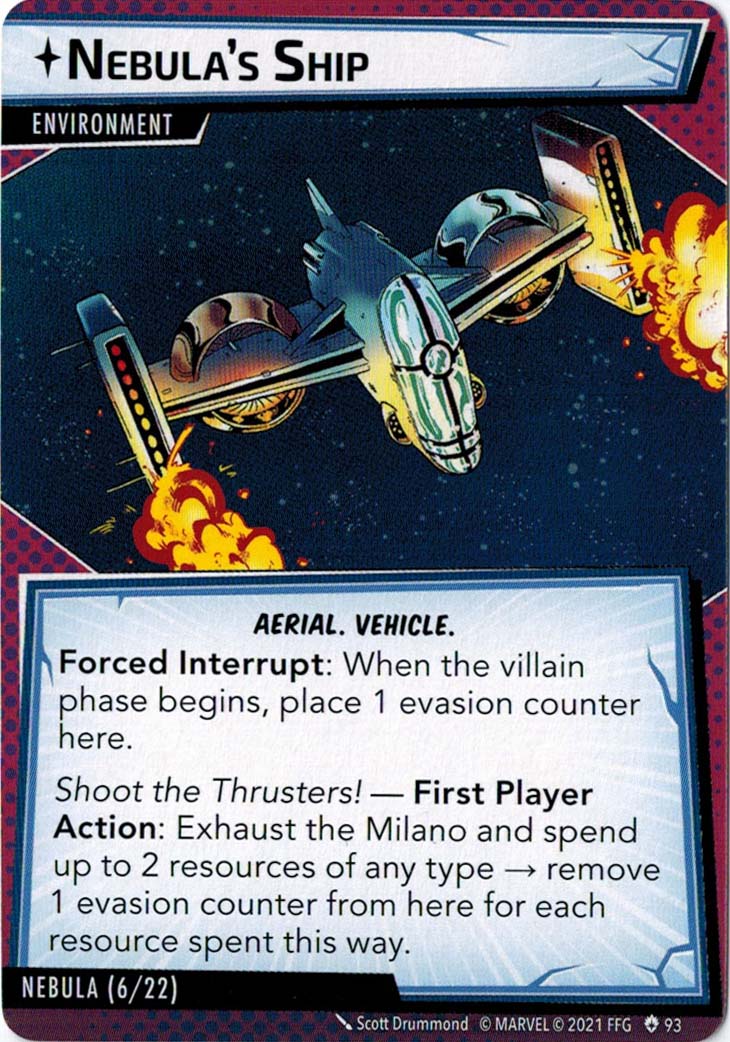 NEBULA'S SHIP
ENVIRONMENT
AERIAL. VEHICLE.
Forced Interrupt: When the villain
phase begins, place 1 evasion counter
here.
Shoot the Thrusters! — First Player
Action: Exhaust the Milano and spend
up to 2 resources of any type → remove
1 evasion counter from here for each
resource spent this way.
NEBULA (6/22)
Scott Drummond © MARVEL © 2021 FFG 93